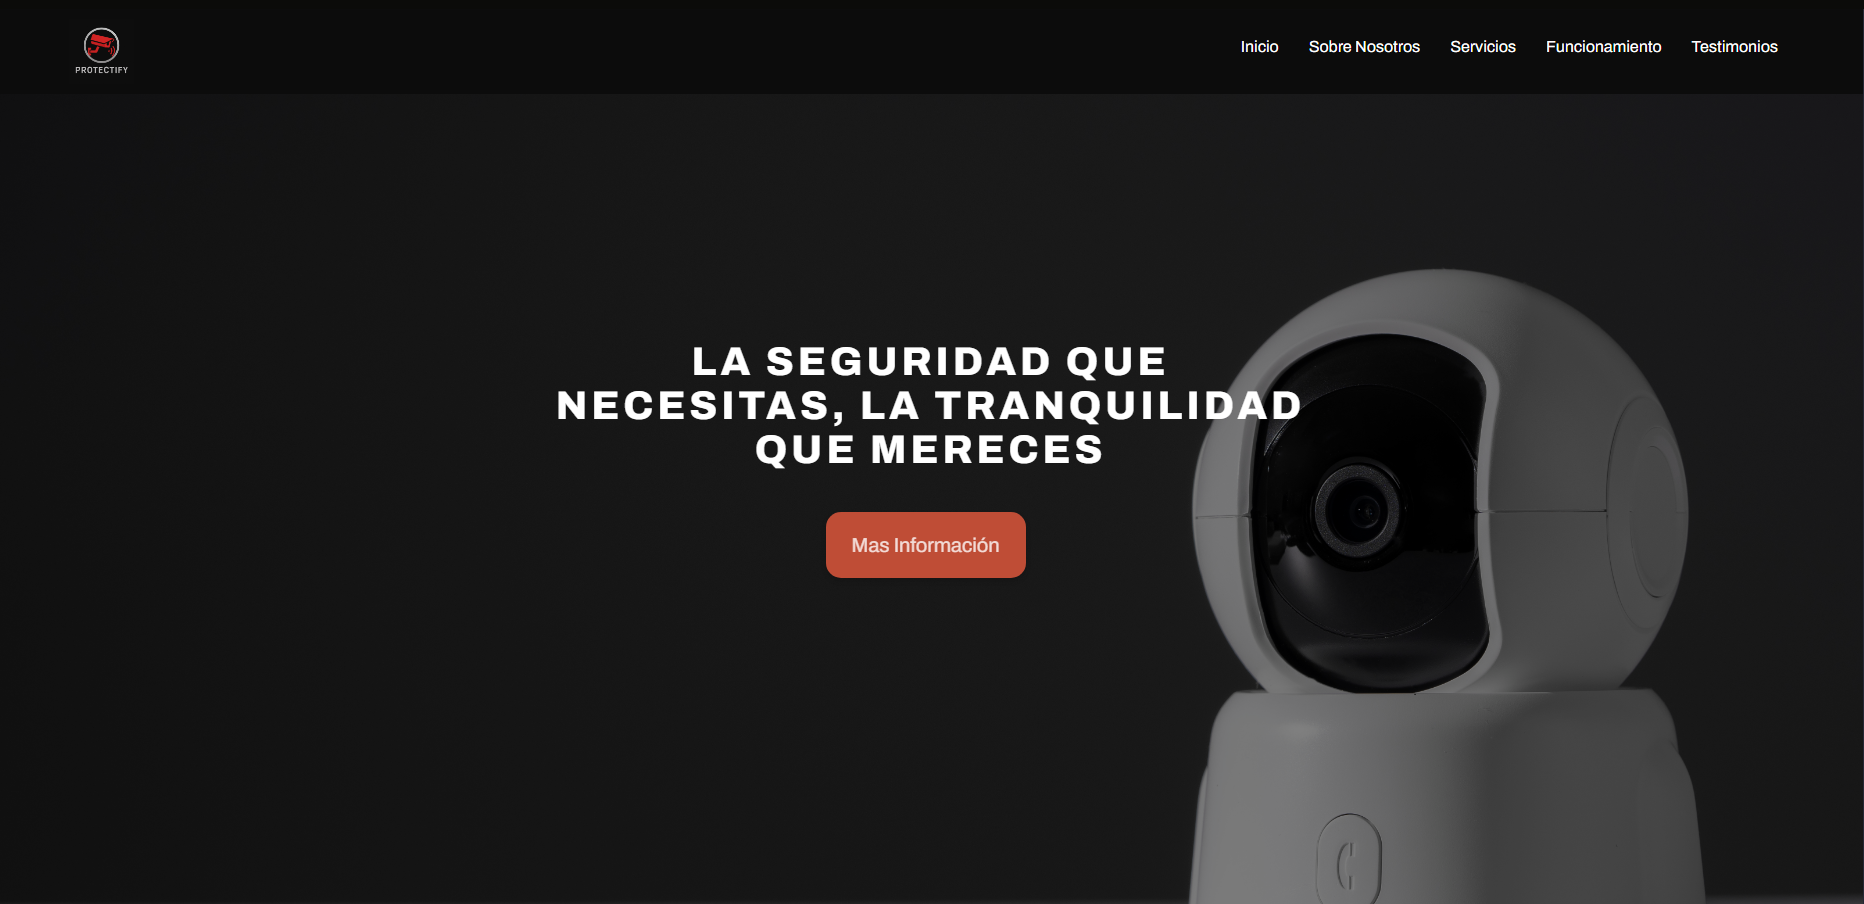 PROTECTIFY
Inicio Sobre Nosotros Servicios Funcionamiento Testimonios
LA SEGURIDAD QUE
NECESITAS, LA TRANQUILIDAD
QUE MERECES
Mas Información